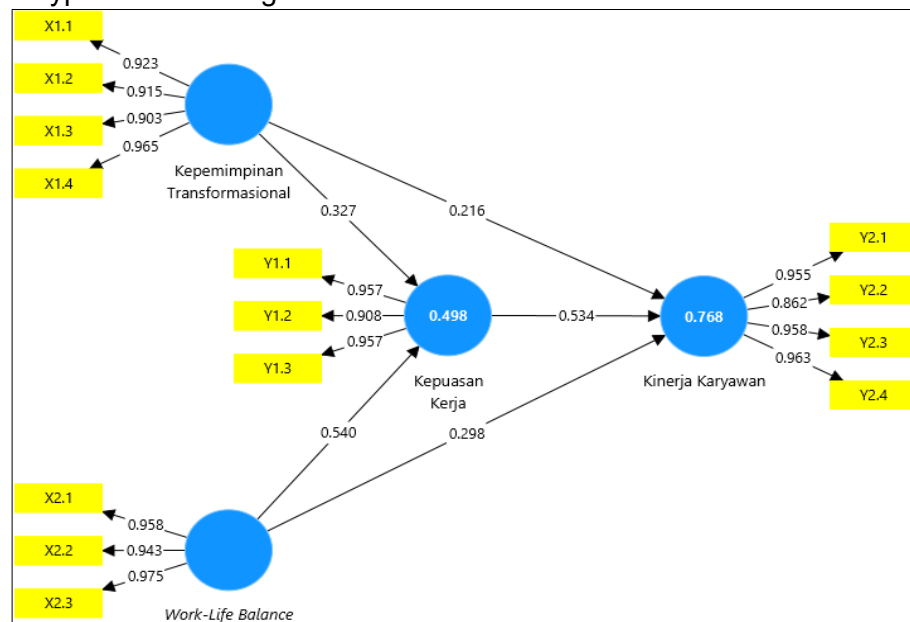 X1.1
X1.2
X1.3
X1.4
0.923
0.915
0.903
0.965
Kepemimpinan
Transformasional
0.327
0.216
Y1.1
Y1.2
Y1.3
0.957
0.908
0.957
0.498
Kepuasan
Kerja
0.534
0.768
Kinerja Karyawan
Y2.1
Y2.2
Y2.3
Y2.4
0.955
0.862
0.958
0.963
0.540
0.298
X2.1
X2.2
X2.3
0.958
0.943
0.975
Work-Life Balance